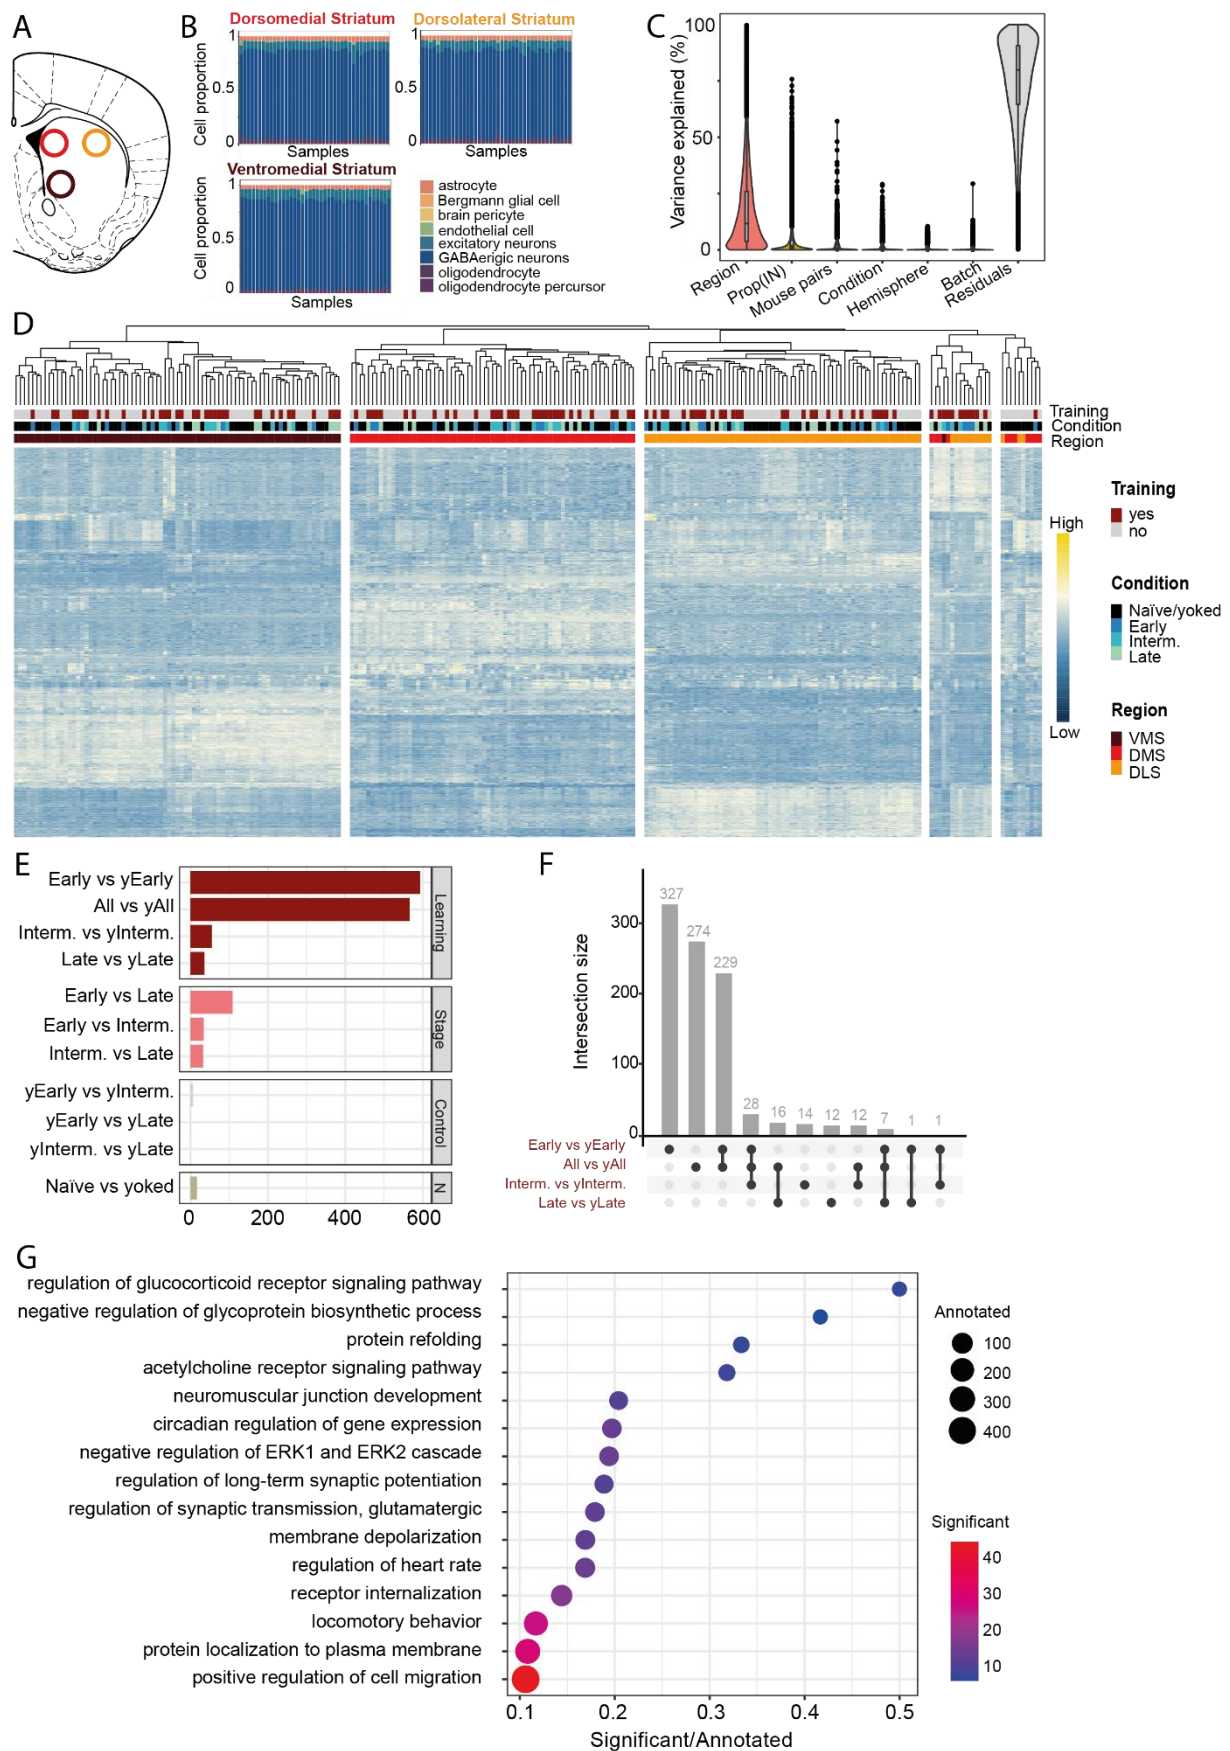 A
B
Dorsomedial Striatum
Dorsolateral Striatum
Cell proportion
1
0.5
0
Samples
1
0.5
0
Samples
Ventromedial Striatum
Cell proportion
1
0.5
0
Samples
astrocyte
Bergmann glial cell
brain pericyte
endothelial cell
excitatory neurons
GABAerigic neurons
oligodendrocyte
oligodendrocyte percursor
C
Variance explained (%)
100
50
0
Region
Prop(IN)
Mouse pairs
Condition
Hemisphere
Batch
Residuals
D
Training
Condition
Region
High
Low
Training
yes
no
Condition
Naïve/yoked
Early
Interm.
Late
Region
VMS
DMS
DLS
E
Early vs yEarly
All vs yAll
Interm. vs yInterm.
Late vs yLate
Learning
Early vs Late
Early vs Interm.
Interm. vs Late
Stage
yEarly vs yInterm.
yEarly vs yLate
yInterm. vs yLate
Control
Naïve vs yoked
N
0 200 400 600
F
Intersection size
300
200
100
0
327
274
229
28
16
14
12
12
7
1
1
Early vs yEarly
All vs yAll
Interm. vs yInterm.
Late vs yLate
G
regulation of glucocorticoid receptor signaling pathway
negative regulation of glycoprotein biosynthetic process
protein refolding
acetylcholine receptor signaling pathway
neuromuscular junction development
circadian regulation of gene expression
negative regulation of ERK1 and ERK2 cascade
regulation of long-term synaptic potentiation
regulation of synaptic transmission, glutamatergic
membrane depolarization
regulation of heart rate
receptor internalization
locomotory behavior
protein localization to plasma membrane
positive regulation of cell migration
0.1 0.2 0.3 0.4 0.5
Significant/Annotated
Annotated
100
200
300
400
Significant
40
30
20
10